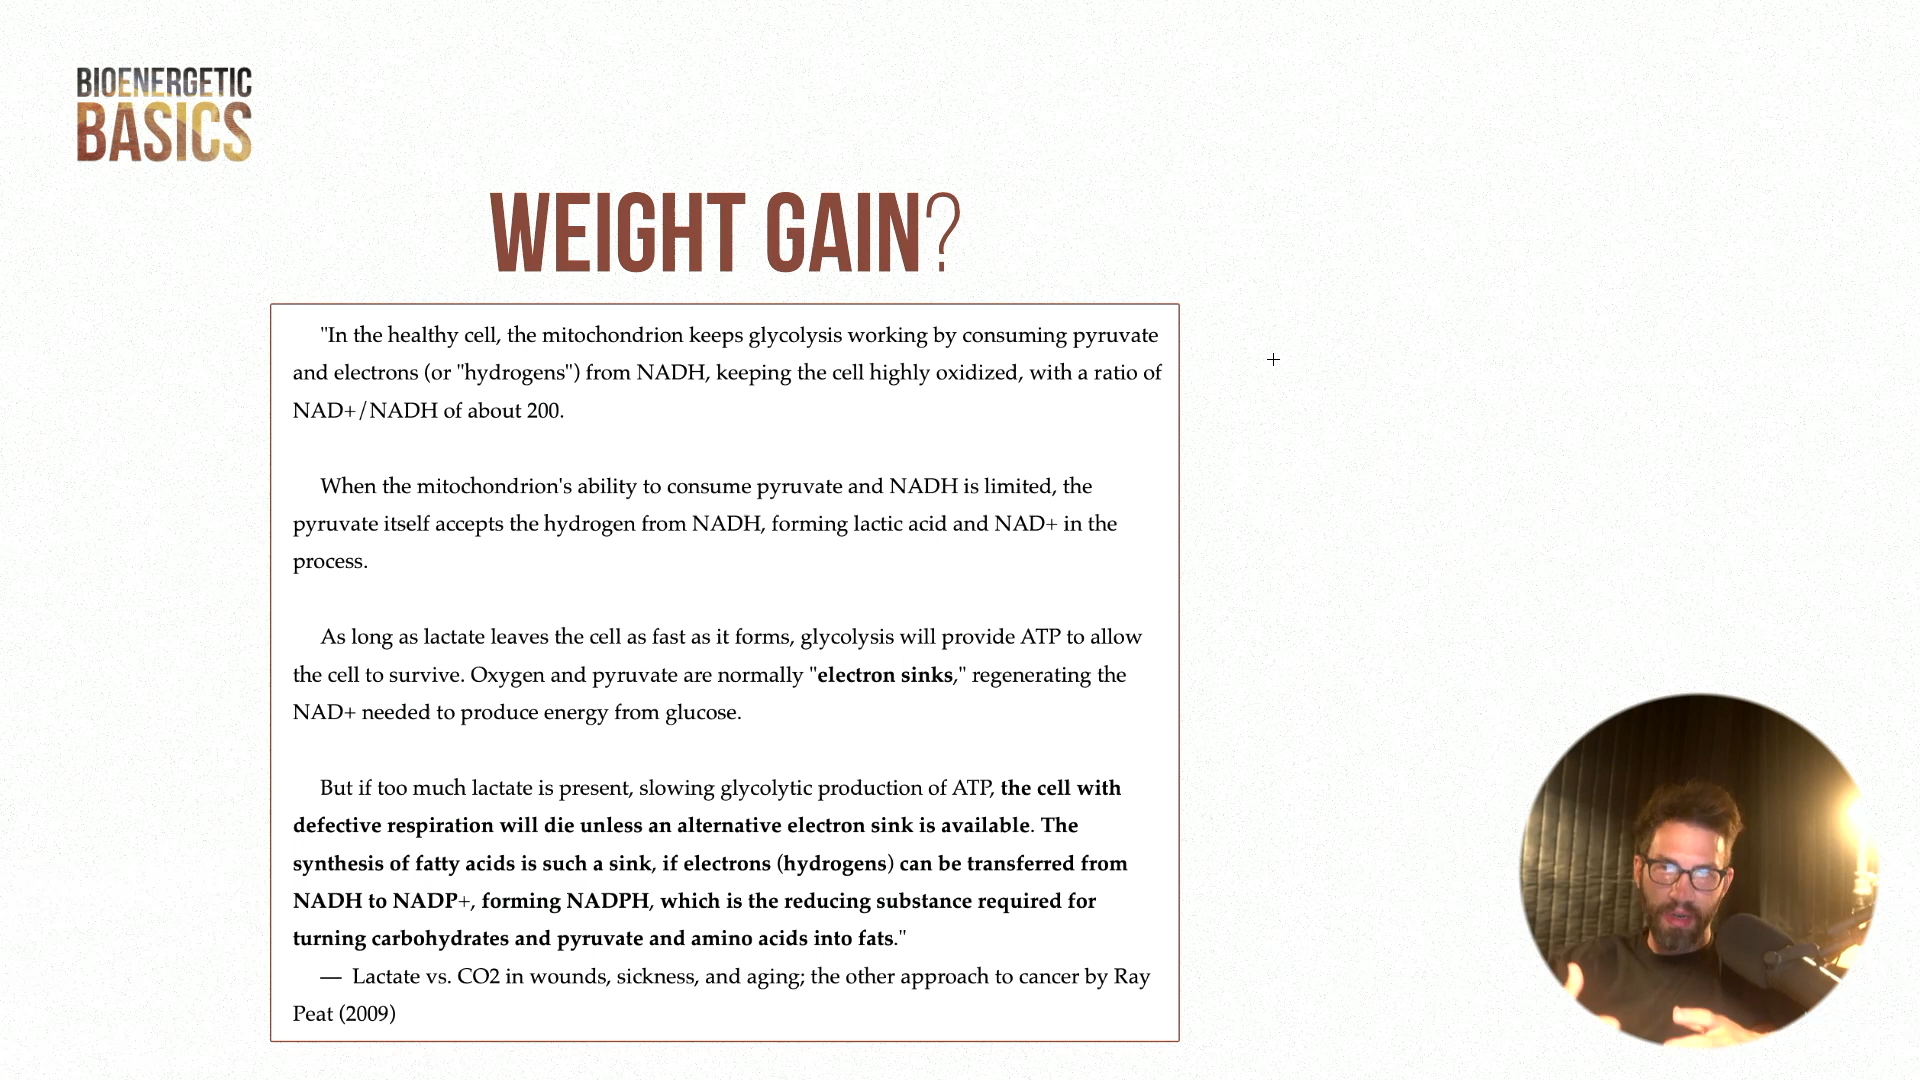 BIOENERGETIC
BASICS
WEIGHT GAIN?
"In the healthy cell, the mitochondrion keeps glycolysis working by consuming pyruvate
and electrons (or "hydrogens") from NADH, keeping the cell highly oxidized, with a ratio of
NAD+/NADH of about 200.
When the mitochondrion's ability to consume pyruvate and NADH is limited, the
pyruvate itself accepts the hydrogen from NADH, forming lactic acid and NAD+ in the
process.
As long as lactate leaves the cell as fast as it forms, glycolysis will provide ATP to allow
the cell to survive. Oxygen and pyruvate are normally "electron sinks," regenerating the
NAD+ needed to produce energy from glucose.
But if too much lactate is present, slowing glycolytic production of ATP, the cell with
defective respiration will die unless an alternative electron sink is available. The
synthesis of fatty acids is such a sink, if electrons (hydrogens) can be transferred from
NADH to NADP+, forming NADPH, which is the reducing substance required for
turning carbohydrates and pyruvate and amino acids into fats."
— Lactate vs. CO2 in wounds, sickness, and aging; the other approach to cancer by Ray
Peat (2009)